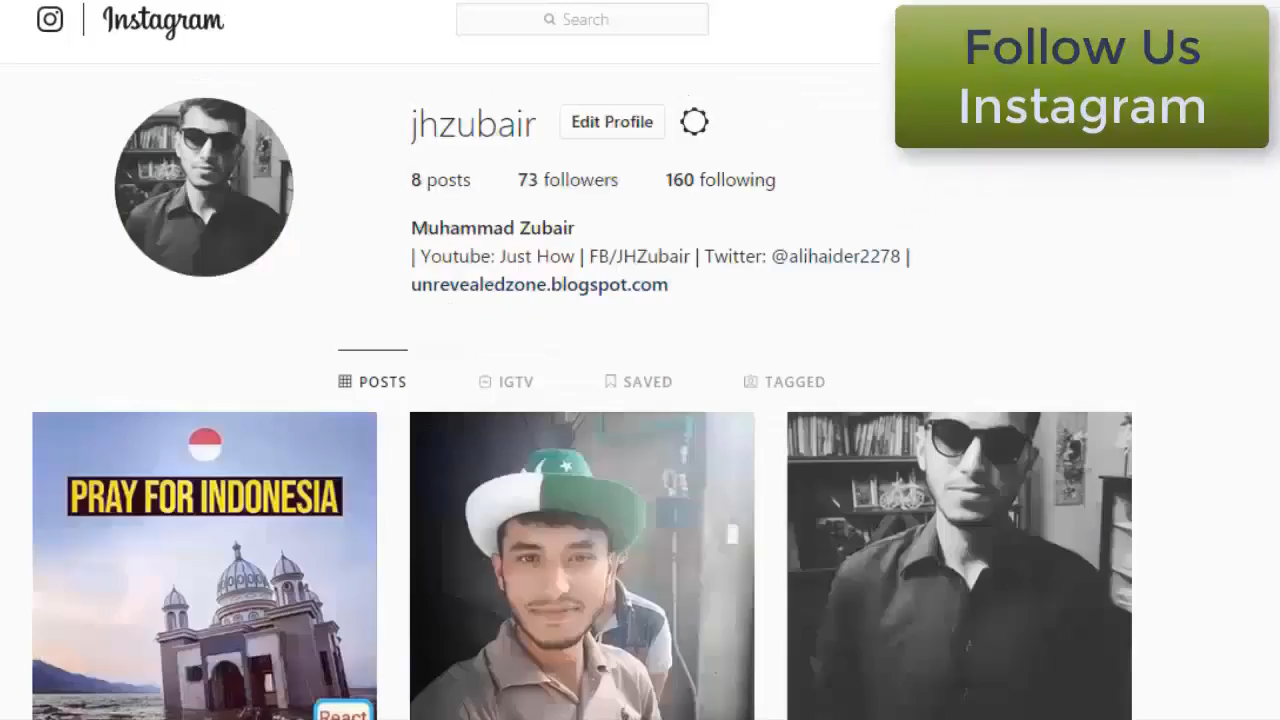 Instagram
Search
Follow Us
Instagram
jhzubair
Edit Profile
8 posts
73 followers
160 following
Muhammad Zubair
| Youtube: Just How | FB/JHZubair | Twitter: @alihaider2278 |
unrevealedzone.blogspot.com
POSTS
IGTV
SAVED
TAGGED
PRAY FOR INDONESIA
React